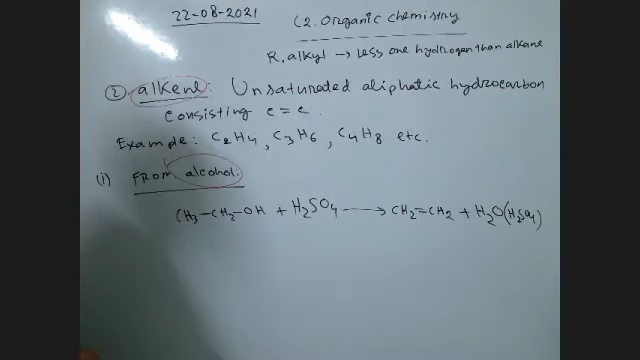 22-08-2021
C2. Organic chemistry
R, alkyl → Less one hydrogen than alkane
② alkene: Unsaturated aliphatic hydrocarbon
consisting c=c.
Example: C2H4, C3H6, C4H8 etc.
(i) FROM alcohol:
CH3-CH2-OH + H2SO4 → CH2=CH2 + H2O(H2SO4)